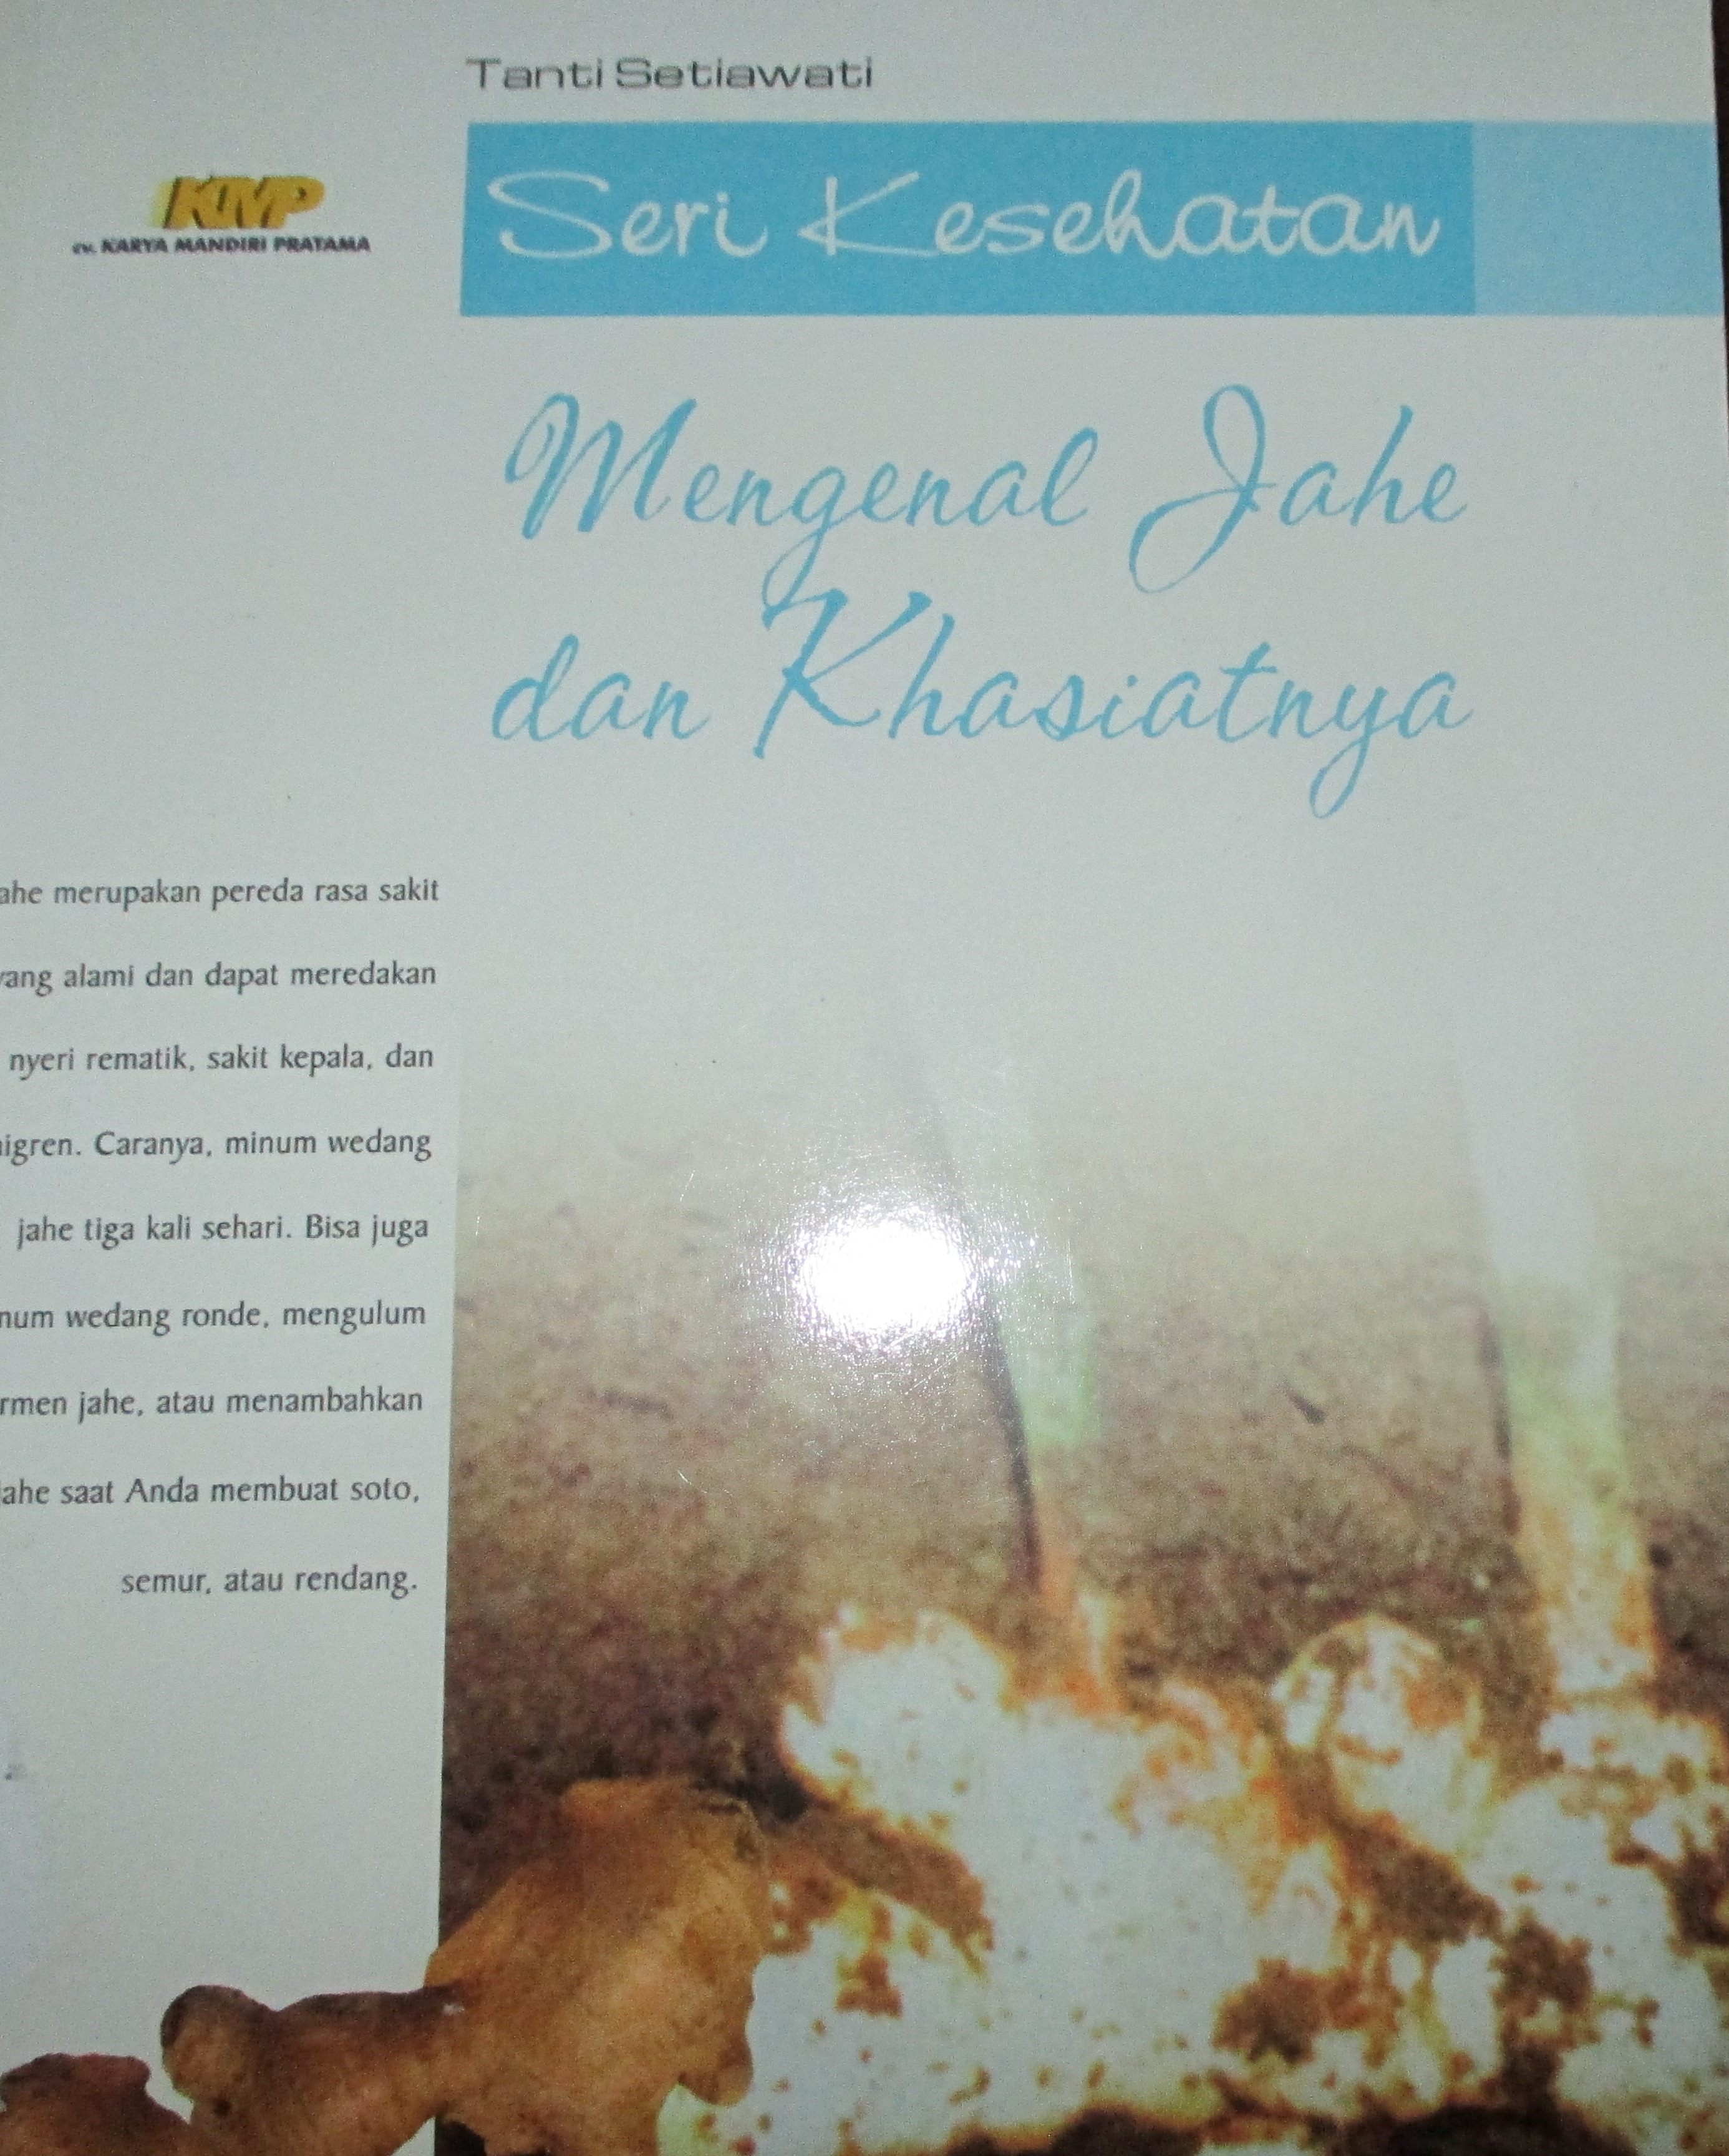 Tanti Setiawati
Seri Kesehatan
KMP
CV. KARYA MANDIRI PRATAMA
Mengenal Jahe
dan Khasiatnya
ahe merupakan pereda rasa sakit
yang alami dan dapat meredakan
nyeri rematik, sakit kepala, dan
igren. Caranya, minum wedang
jahe tiga kali sehari. Bisa juga
num wedang ronde, mengulum
rmen jahe, atau menambahkan
ahe saat Anda membuat soto,
semur, atau rendang.